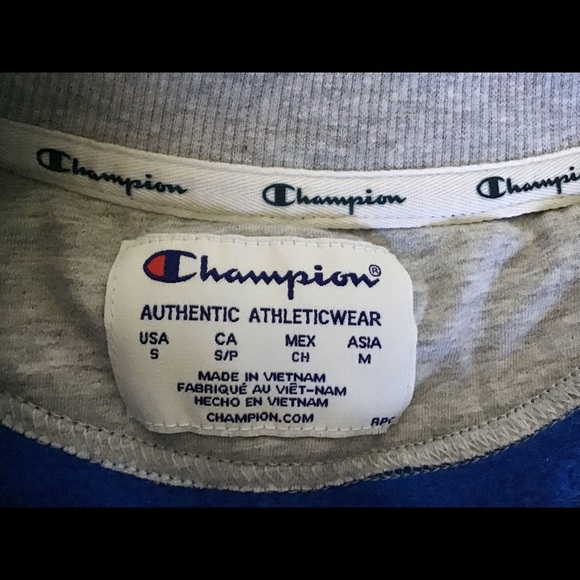 Champion Champion Champi
Champion®
AUTHENTIC ATHLETICWEAR
USA CA MEX ASIA
S S/P CH M
MADE IN VIETNAM
FABRIQUÉ AU VIÊT-NAM
HECHO EN VIETNAM
CHAMPION.COM RPC